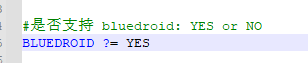 #是否支持 bluedroid: YES or NO
BLUEDROID ?= YES